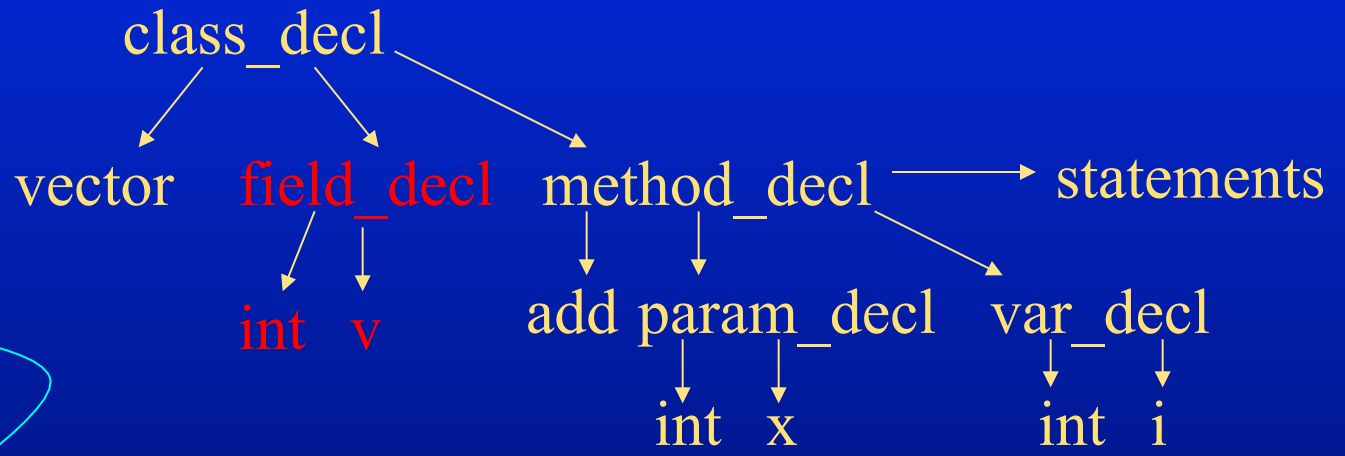 class_decl
vector field_decl method_decl statements
int v add param_decl var_decl
int x int i